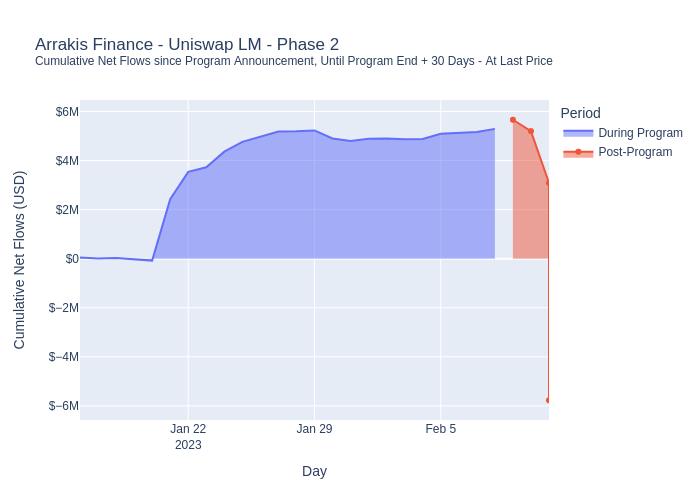 Arrakis Finance - Uniswap LM - Phase 2
Cumulative Net Flows since Program Announcement, Until Program End + 30 Days - At Last Price
Period
During Program
Post-Program
Cumulative Net Flows (USD)
$6M
$4M
$2M
$0
$−2M
$−4M
$−6M
Jan 22
2023
Jan 29
Feb 5
Day